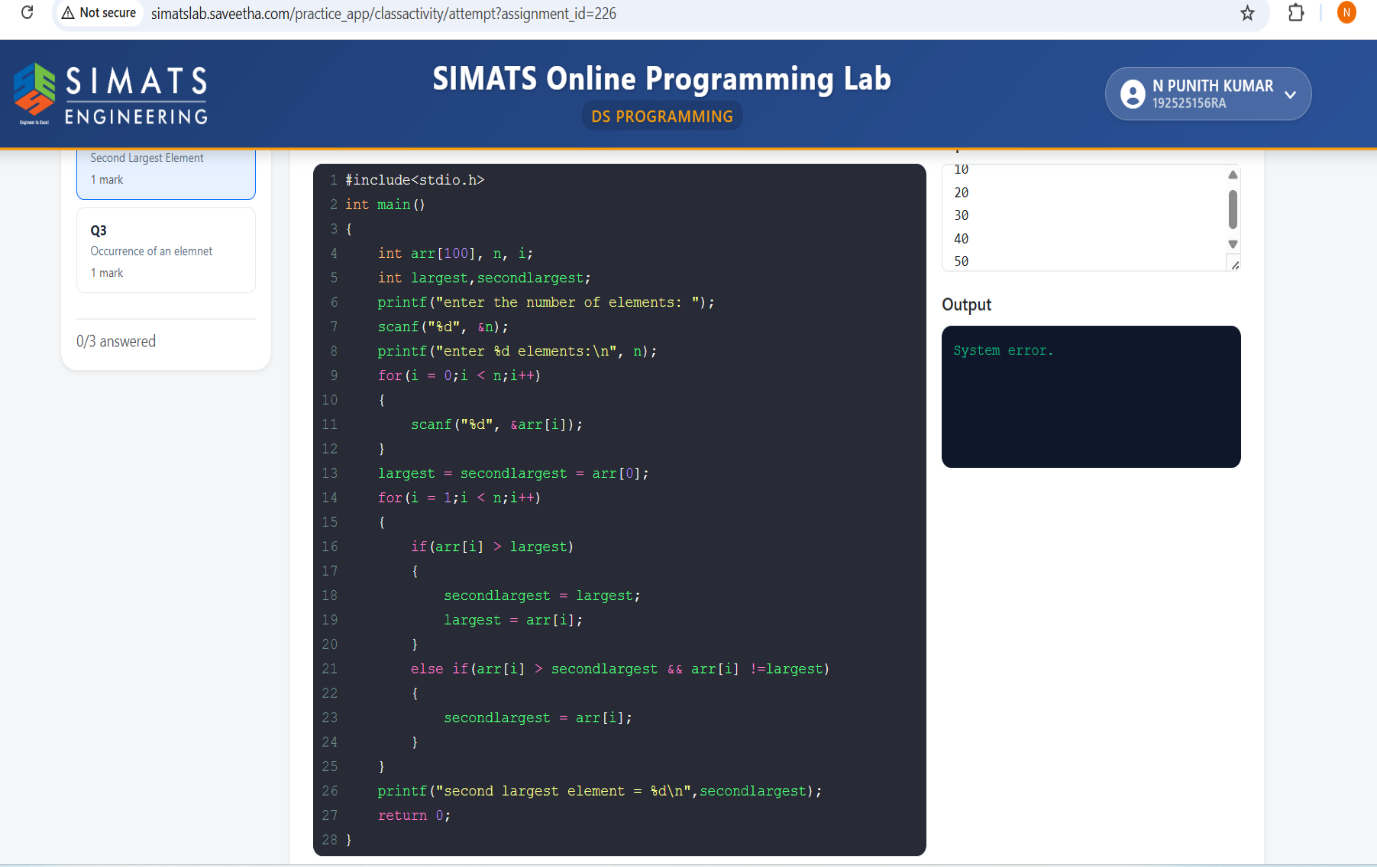 Not secure
simatslab.saveetha.com/practice_app/classactivity/attempt?assignment_id=226
N
SIMATS
ENGINEERING
Engineer to Excel
SIMATS Online Programming Lab
DS PROGRAMMING
N PUNITH KUMAR
192525156RA
Second Largest Element
1 mark
Q3
Occurrence of an elemnet
1 mark
0/3 answered
1 #include<stdio.h>
2 int main()
3 {
4     int arr[100], n, i;
5     int largest,secondlargest;
6     printf("enter the number of elements: ");
7     scanf("%d", &n);
8     printf("enter %d elements:\n", n);
9     for(i = 0;i < n;i++)
10     {
11         scanf("%d", &arr[i]);
12     }
13     largest = secondlargest = arr[0];
14     for(i = 1;i < n;i++)
15     {
16         if(arr[i] > largest)
17         {
18             secondlargest = largest;
19             largest = arr[i];
20         }
21         else if(arr[i] > secondlargest && arr[i] !=largest)
22         {
23             secondlargest = arr[i];
24         }
25     }
26     printf("second largest element = %d\n",secondlargest);
27     return 0;
28 }
10
20
30
40
50
Output
System error.